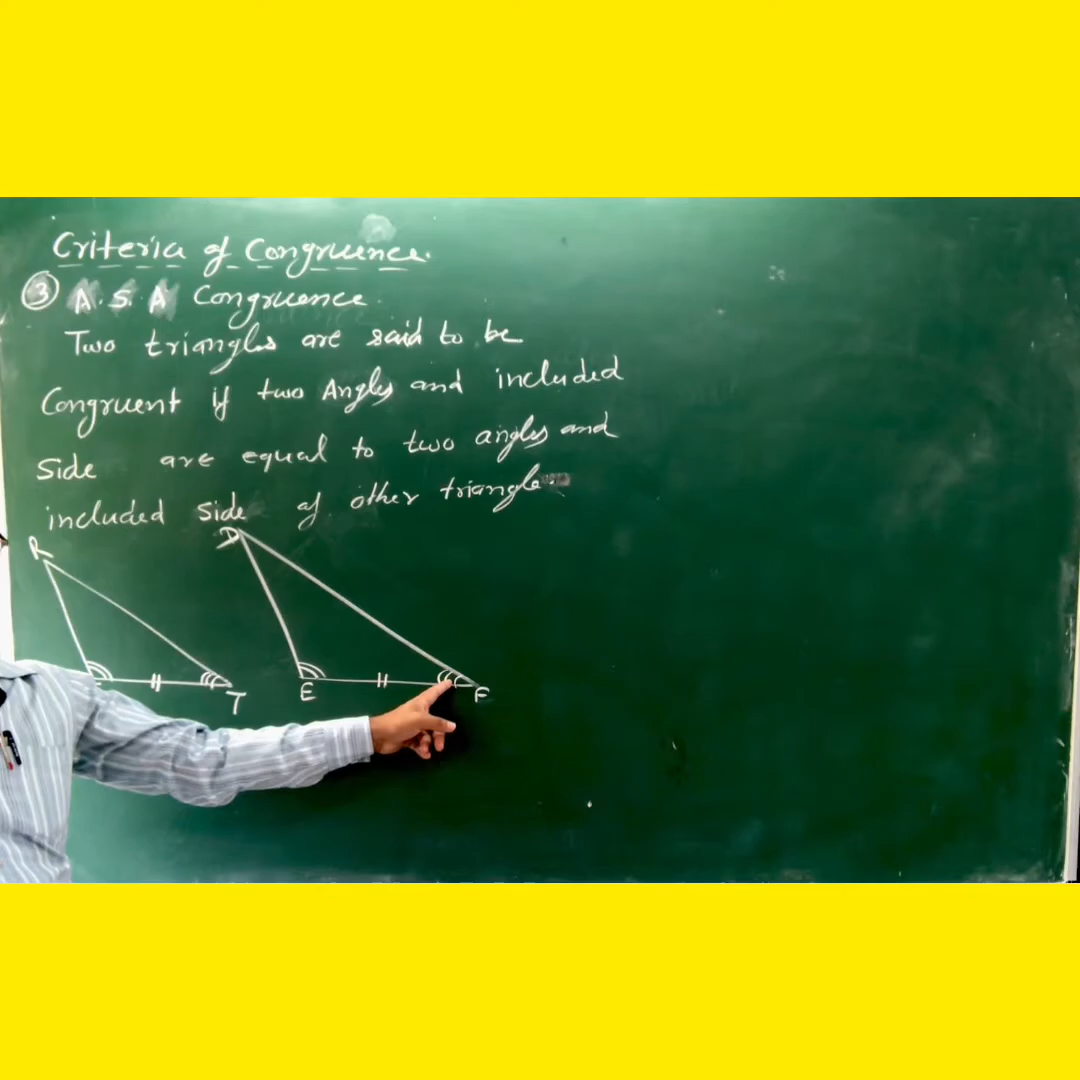 Criteria of Congruence.
3 A.S.A Congruence.
Two triangles are said to be
Congruent if two Angles and included
Side are equal to two angles and
included side of other triangle.
R
D
T
E
F